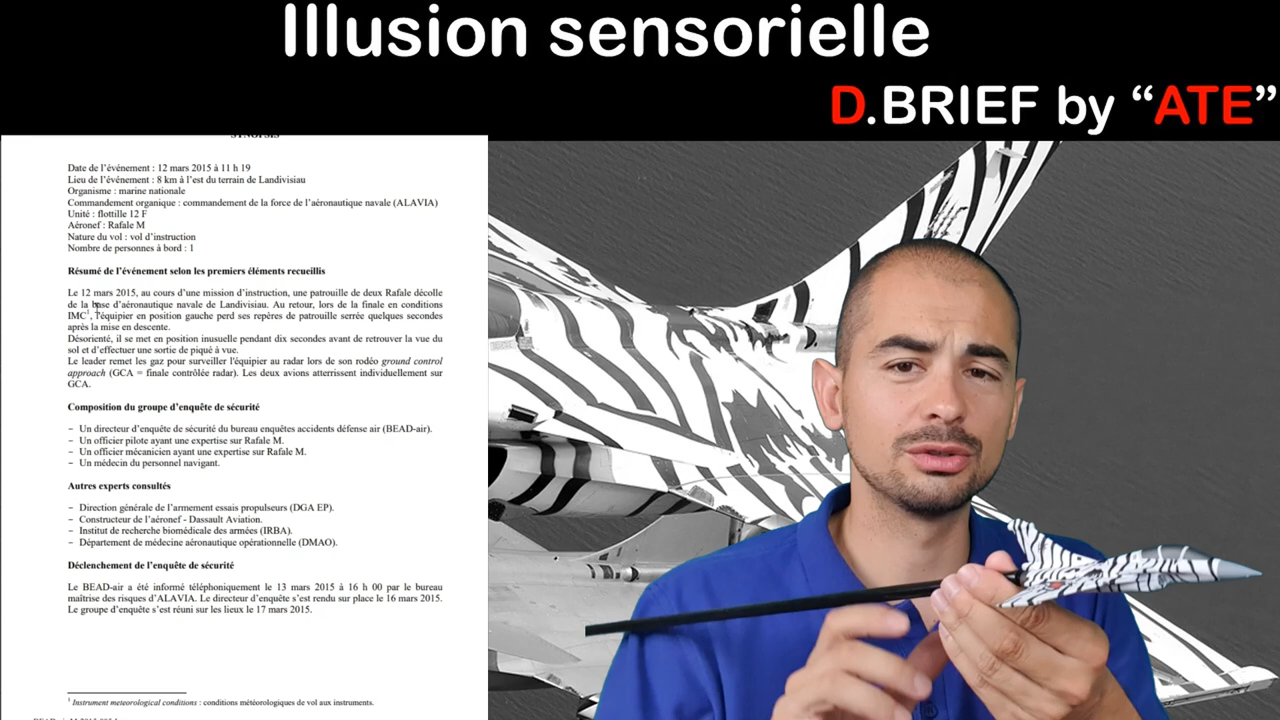 Illusion sensorielle
D.BRIEF by “ATE”
SYNOPSIS
Date de l’événement : 12 mars 2015 à 11 h 19
Lieu de l’événement : 8 km à l’est du terrain de Landivisiau
Organisme : marine nationale
Commandement organique : commandement de la force de l’aéronautique navale (ALAVIA)
Unité : flottille 12 F
Aéronef : Rafale M
Nature du vol : vol d’instruction
Nombre de personnes à bord : 1
Résumé de l’événement selon les premiers éléments recueillis
Le 12 mars 2015, au cours d’une mission d’instruction, une patrouille de deux Rafale décolle
de la base d’aéronautique navale de Landivisiau. Au retour, lors de la finale en conditions
IMC1, l’équipier en position gauche perd ses repères de patrouille serrée quelques secondes
après la mise en descente.
Désorienté, il se met en position inusuelle pendant dix secondes avant de retrouver la vue du
sol et d’effectuer une sortie de piqué à vue.
Le leader remet les gaz pour surveiller l'équipier au radar lors de son rodéo ground control
approach (GCA = finale contrôlée radar). Les deux avions atterrissent individuellement sur
GCA.
Composition du groupe d’enquête de sécurité
− Un directeur d’enquête de sécurité du bureau enquêtes accidents défense air (BEAD-air).
− Un officier pilote ayant une expertise sur Rafale M.
− Un officier mécanicien ayant une expertise sur Rafale M.
− Un médecin du personnel navigant.
Autres experts consultés
− Direction générale de l’armement essais propulseurs (DGA EP).
− Constructeur de l’aéronef - Dassault Aviation.
− Institut de recherche biomédicale des armées (IRBA).
− Département de médecine aéronautique opérationnelle (DMAO).
Déclenchement de l’enquête de sécurité
Le BEAD-air a été informé téléphoniquement le 13 mars 2015 à 16 h 00 par le bureau
maîtrise des risques d’ALAVIA. Le directeur d’enquête s’est rendu sur place le 16 mars 2015.
Le groupe d’enquête s’est réuni sur les lieux le 17 mars 2015.
1 Instrument meteorological conditions : conditions météorologiques de vol aux instruments.